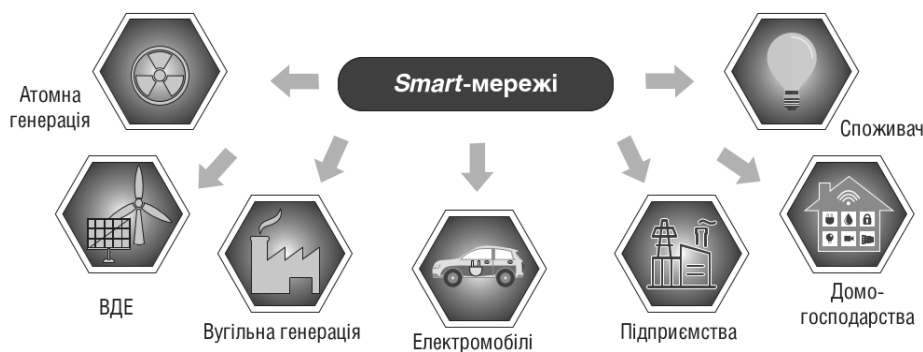 Smart-мережі
Атомна
генерація
Споживач
ВДЕ
Вугільна генерація
Електромобілі
Підприємства
Домо-
господарства